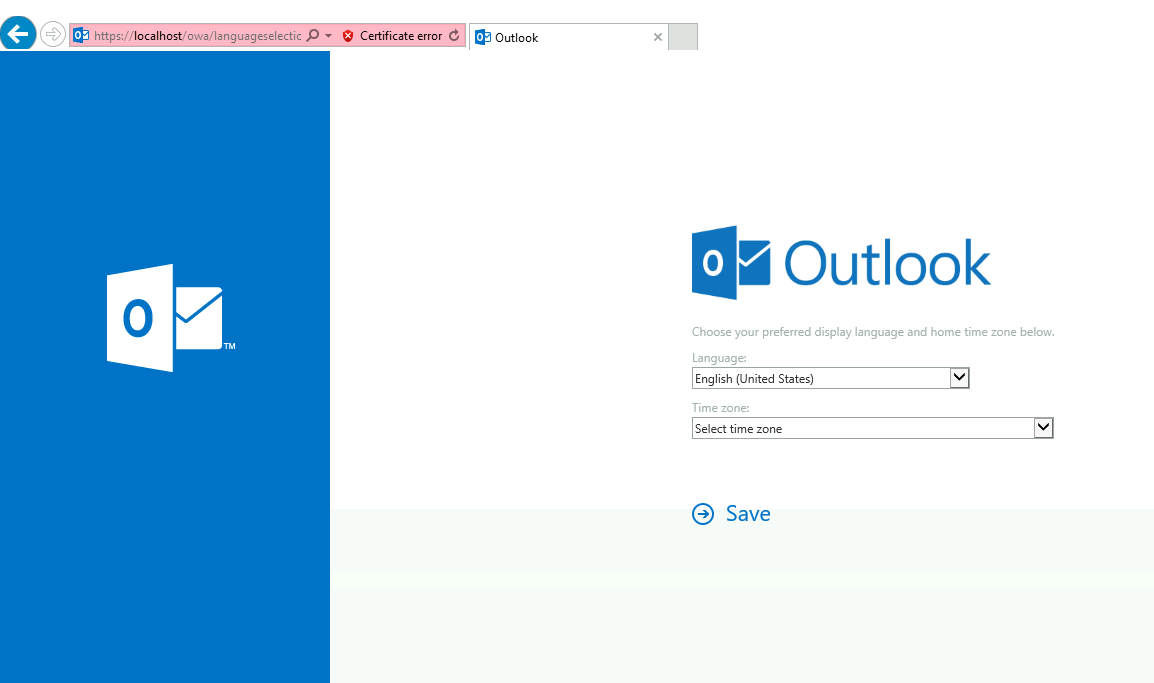 https://localhost/owa/languageselectic
Certificate error
Outlook
O
TM
O
Outlook
Choose your preferred display language and home time zone below.
Language:
English (United States)
Time zone:
Select time zone
Save